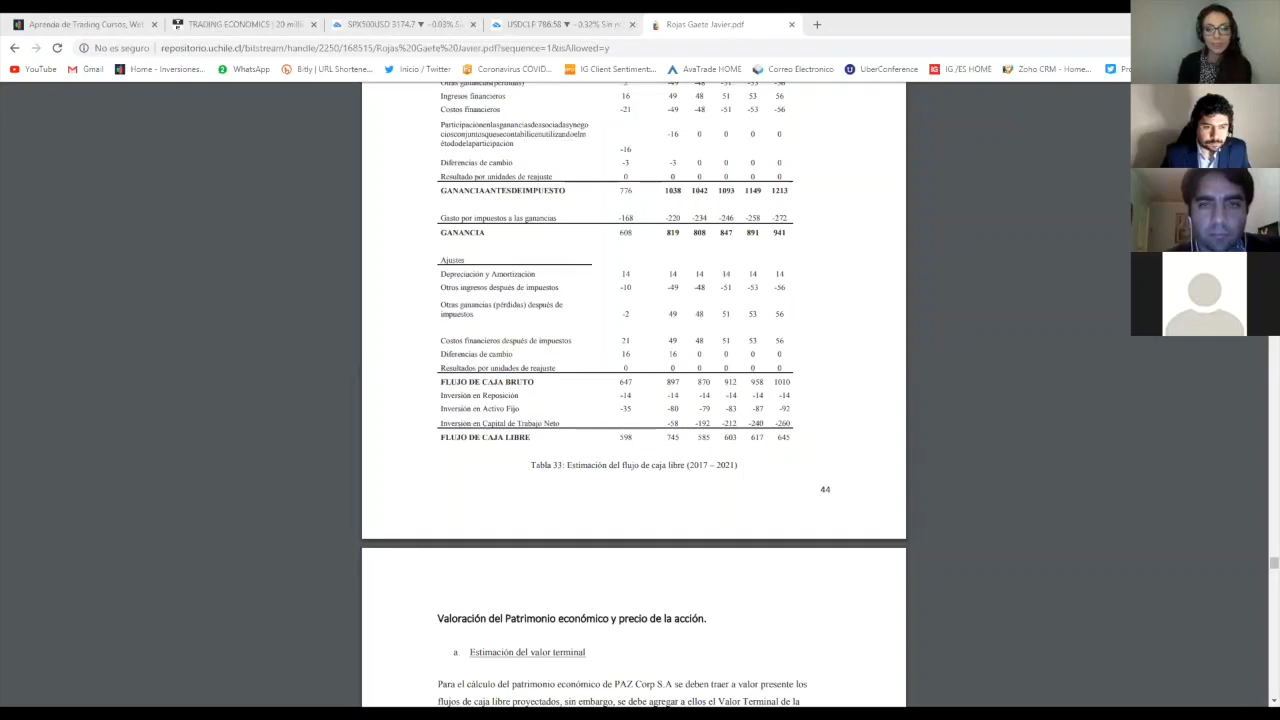 Aprende de Trading Cursos, Wel
TRADING ECONOMICS | 20 milli
SPX500USD 3174.7 ▼ −0.03% Si
USDCLP 786.58 ▼ −0.32% Sin n
Rojas Gaete Javier.pdf
No es seguro | repositorio.uchile.cl/bitstream/handle/2250/168515/Rojas%20Gaete%20Javier.pdf?sequence=1&isAllowed=y
YouTube Gmail Home - Inversiones... WhatsApp Bitly | URL Shortene... Inicio / Twitter Coronavirus COVID... IG Client Sentiment:... AvaTrade HOME Correo Electronico UberConference IG /ES HOME Zoho CRM - Home...
Ingresos financieros 16 49 48 51 53 56
Costos financieros -21 -49 -48 -51 -53 -56
Participaciónenlasgananciasdeasociadasynego
ciosconjuntosquesecontabilicenutilizandoelm
étododelaparticipación -16 -16 0 0 0 0
Diferencias de cambio -3 -3 0 0 0 0
Resultado por unidades de reajuste 0 0 0 0 0 0
GANANCIAANTESDEIMPUESTO 776 1038 1042 1093 1149 1213
Gasto por impuestos a las ganancias -168 -220 -234 -246 -258 -272
GANANCIA 608 819 808 847 891 941
Ajustes
Depreciación y Amortización 14 14 14 14 14 14
Otros ingresos después de impuestos -10 -49 -48 -51 -53 -56
Otras ganancias (pérdidas) después de
impuestos -2 49 48 51 53 56
Costos financieros después de impuestos 21 49 48 51 53 56
Diferencias de cambio 16 16 0 0 0 0
Resultados por unidades de reajuste 0 0 0 0 0 0
FLUJO DE CAJA BRUTO 647 897 870 912 958 1010
Inversión en Reposición -14 -14 -14 -14 -14 -14
Inversión en Activo Fijo -35 -80 -79 -83 -87 -92
Inversión en Capital de Trabajo Neto -58 -192 -212 -240 -260
FLUJO DE CAJA LIBRE 598 745 585 603 617 645
Tabla 33: Estimación del flujo de caja libre (2017 – 2021)
44
Valoración del Patrimonio económico y precio de la acción.
a. Estimación del valor terminal
Para el cálculo del patrimonio económico de PAZ Corp S.A se deben traer a valor presente los
flujos de caja libre proyectados, sin embargo, se debe agregar a ellos el Valor Terminal de la